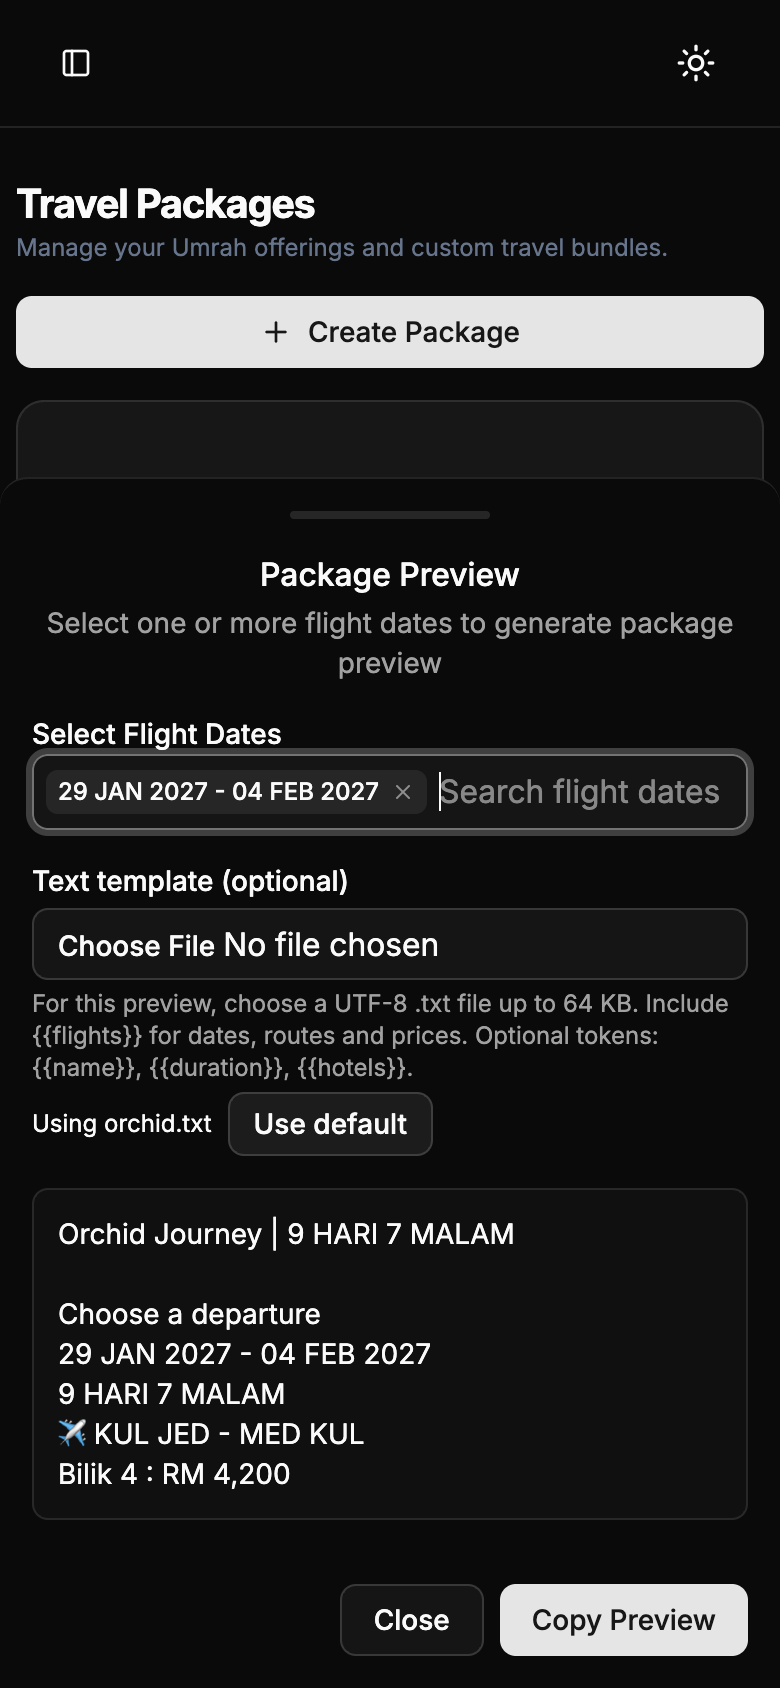 Travel Packages
Manage your Umrah offerings and custom travel bundles.
Create Package
Package Preview
Select one or more flight dates to generate package
preview
Select Flight Dates
29 JAN 2027 - 04 FEB 2027
Search flight dates
Text template (optional)
Choose File No file chosen
For this preview, choose a UTF-8 .txt file up to 64 KB. Include
{{flights}} for dates, routes and prices. Optional tokens:
{{name}}, {{duration}}, {{hotels}}.
Using orchid.txt
Use default
Orchid Journey | 9 HARI 7 MALAM
Choose a departure
29 JAN 2027 - 04 FEB 2027
9 HARI 7 MALAM
✈️ KUL JED - MED KUL
Bilik 4 : RM 4,200
Close
Copy Preview